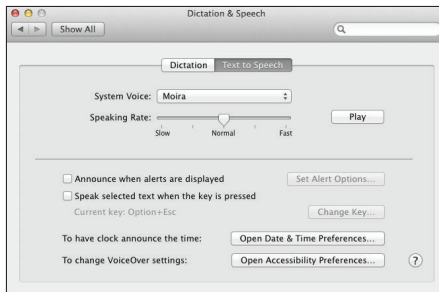 Dictation & Speech
Show All
Dictation Text to Speech
System Voice: Moira
Speaking Rate: Play
Slow Normal Fast
Announce when alerts are displayed Set Alert Options...
Speak selected text when the key is pressed
Current key: Option+Esc Change Key...
To have clock announce the time: Open Date & Time Preferences...
To change VoiceOver settings: Open Accessibility Preferences... ?